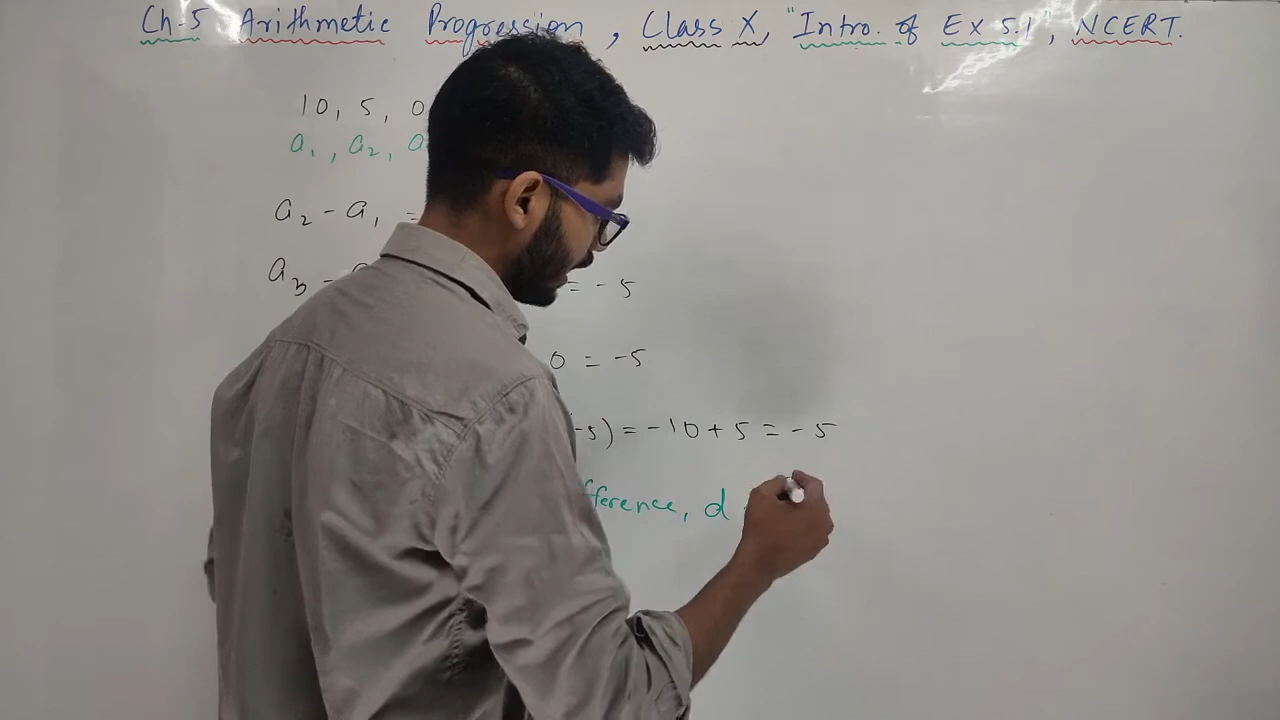 Ch-5 Arithmetic Progression, Class X, "Intro. of Ex 5.1", NCERT.
10, 5, 0
a₁, a₂, a
a₂ - a₁ =
a₃ - = -5
0 = -5
-5) = -10 + 5 = -5
fference, d